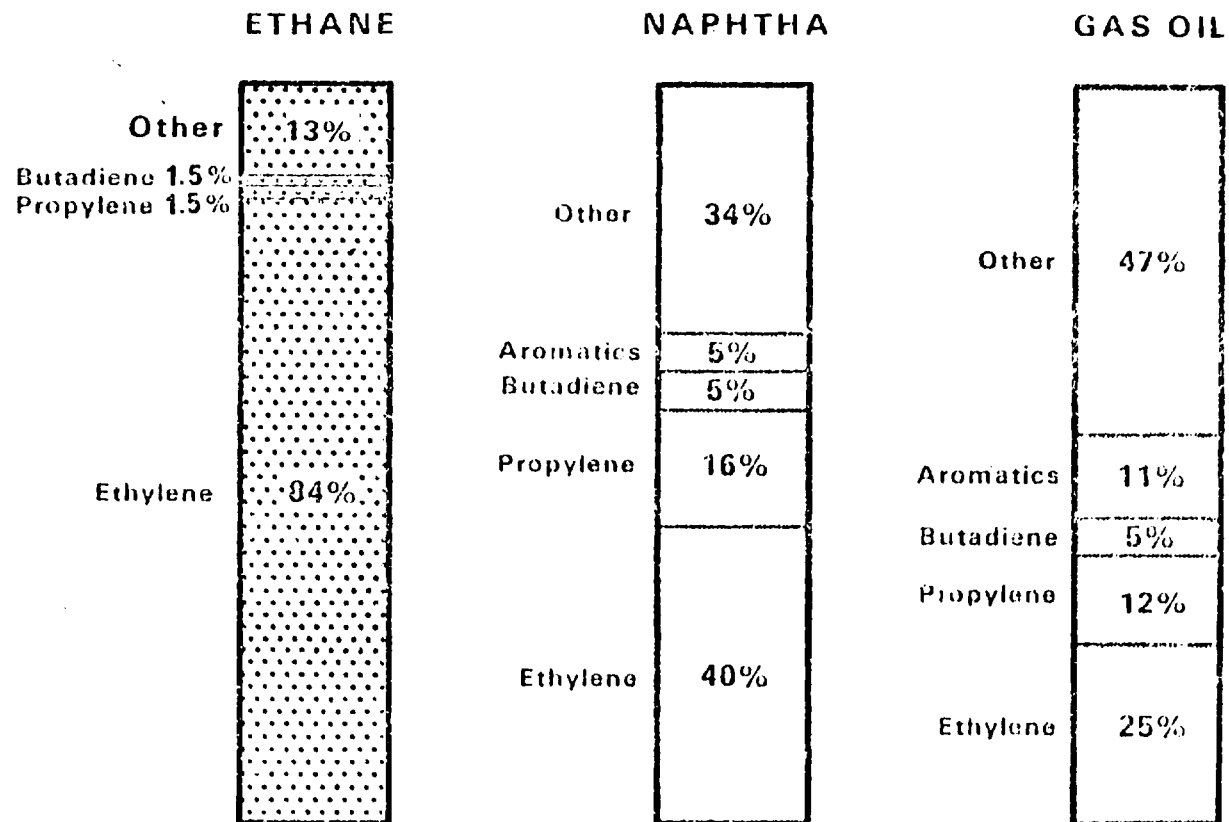 ETHANE
Other 13%
Butadiene 1.5%
Propylene 1.5%
Ethylene 84%
NAPHTHA
Other 34%
Aromatics 5%
Butadiene 5%
Propylene 16%
Ethylene 40%
GAS OIL
Other 47%
Aromatics 11%
Butadiene 5%
Propylene 12%
Ethylene 25%